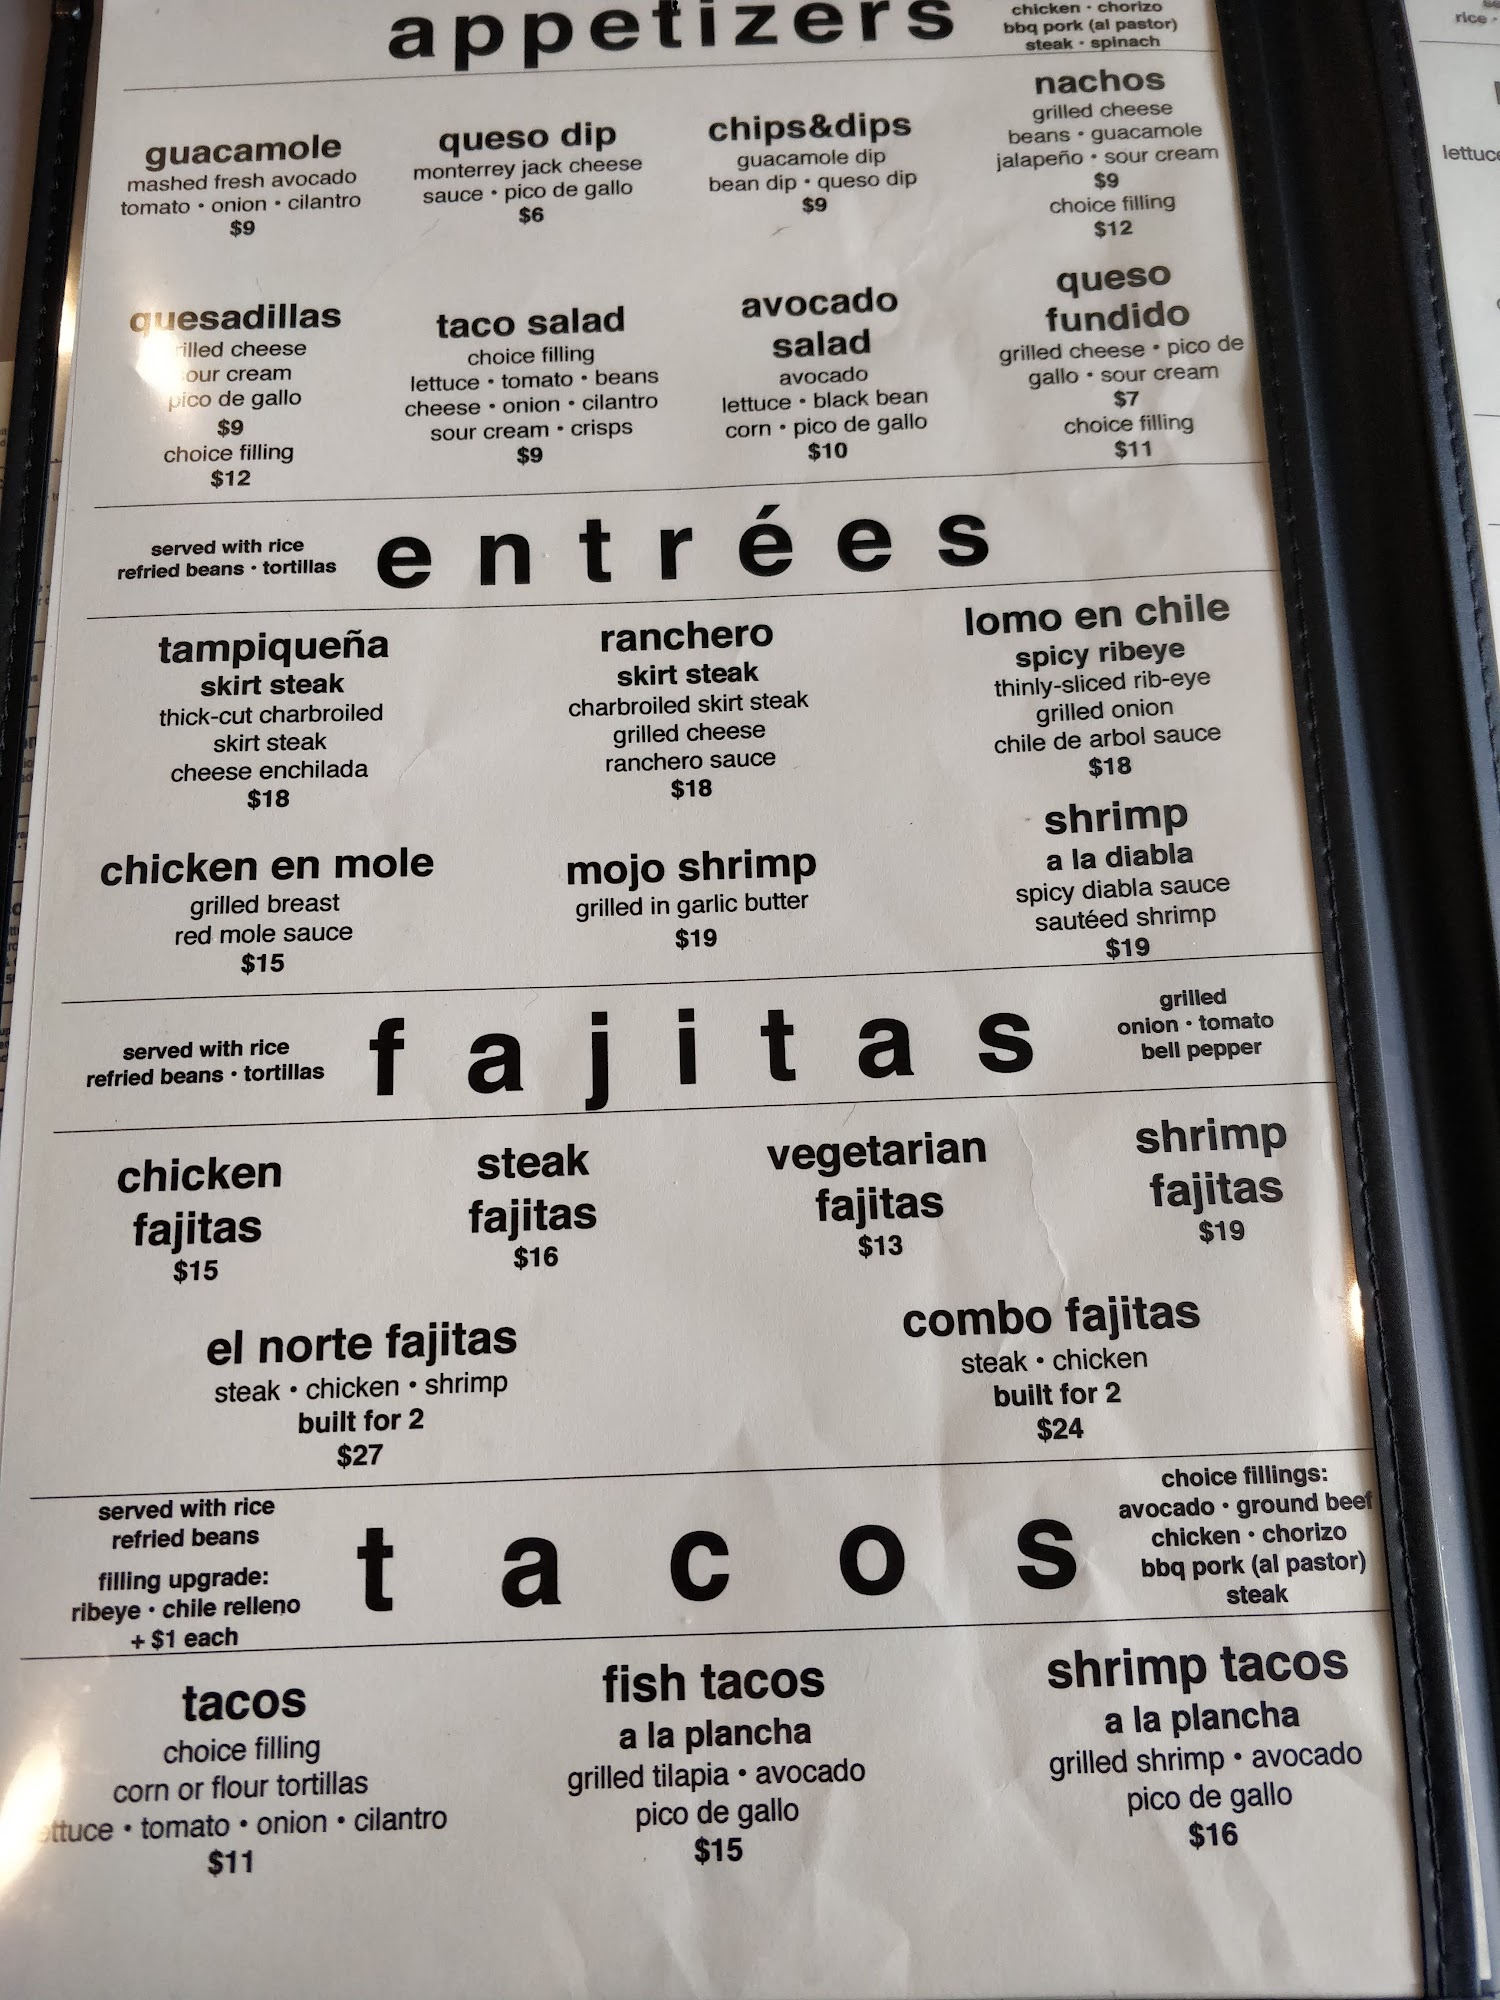 appetizers
chicken • chorizo
bbq pork (al pastor)
steak • spinach
guacamole
mashed fresh avocado
tomato • onion • cilantro
$9
queso dip
monterrey jack cheese
sauce • pico de gallo
$6
chips&dips
guacamole dip
bean dip • queso dip
$9
nachos
grilled cheese
beans • guacamole
jalapeño • sour cream
$9
choice filling
$12
quesadillas
rilled cheese
our cream
pico de gallo
$9
choice filling
$12
taco salad
choice filling
lettuce • tomato • beans
cheese • onion • cilantro
sour cream • crisps
$9
avocado
salad
avocado
lettuce • black bean
corn • pico de gallo
$10
queso
fundido
grilled cheese • pico de
gallo • sour cream
$7
choice filling
$11
served with rice
refried beans • tortillas
entrées
tampiqueña
skirt steak
thick-cut charbroiled
skirt steak
cheese enchilada
$18
ranchero
skirt steak
charbroiled skirt steak
grilled cheese
ranchero sauce
$18
lomo en chile
spicy ribeye
thinly-sliced rib-eye
grilled onion
chile de arbol sauce
$18
chicken en mole
grilled breast
red mole sauce
$15
mojo shrimp
grilled in garlic butter
$19
shrimp
a la diabla
spicy diabla sauce
sautéed shrimp
$19
served with rice
refried beans • tortillas
fajitas
grilled
onion • tomato
bell pepper
chicken
fajitas
$15
steak
fajitas
$16
vegetarian
fajitas
$13
shrimp
fajitas
$19
el norte fajitas
steak • chicken • shrimp
built for 2
$27
combo fajitas
steak • chicken
built for 2
$24
served with rice
refried beans
filling upgrade:
ribeye • chile relleno
+ $1 each
tacos
choice fillings:
avocado • ground beef
chicken • chorizo
bbq pork (al pastor)
steak
tacos
choice filling
corn or flour tortillas
ettuce • tomato • onion • cilantro
$11
fish tacos
a la plancha
grilled tilapia • avocado
pico de gallo
$15
shrimp tacos
a la plancha
grilled shrimp • avocado
pico de gallo
$16
rice •
lettuce